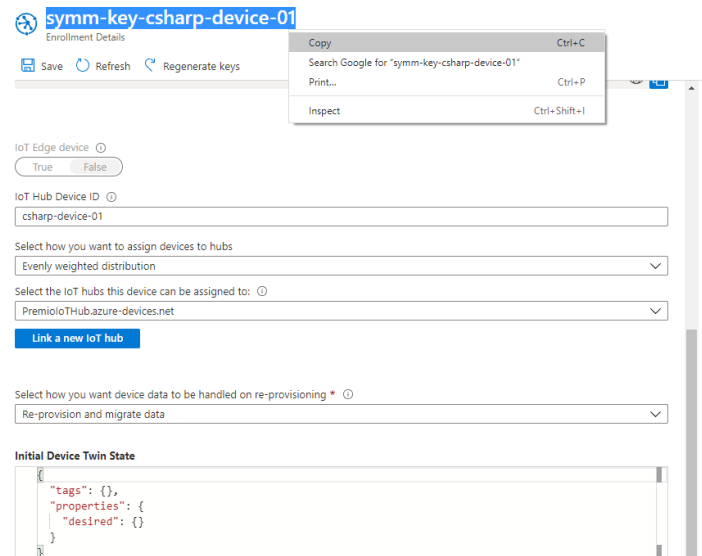 symm-key-csharp-device-01
Enrollment Details
Save Refresh Regenerate keys
Copy Ctrl+C
Search Google for "symm-key-csharp-device-01"
Print... Ctrl+P
Inspect Ctrl+Shift+I
IoT Edge device
True False
IoT Hub Device ID
csharp-device-01
Select how you want to assign devices to hubs
Evenly weighted distribution
Select the IoT hubs this device can be assigned to:
PremioIoTHub.azure-devices.net
Link a new IoT hub
Select how you want device data to be handled on re-provisioning *
Re-provision and migrate data
Initial Device Twin State
{
"tags": {},
"properties": {
"desired": {}
}
}